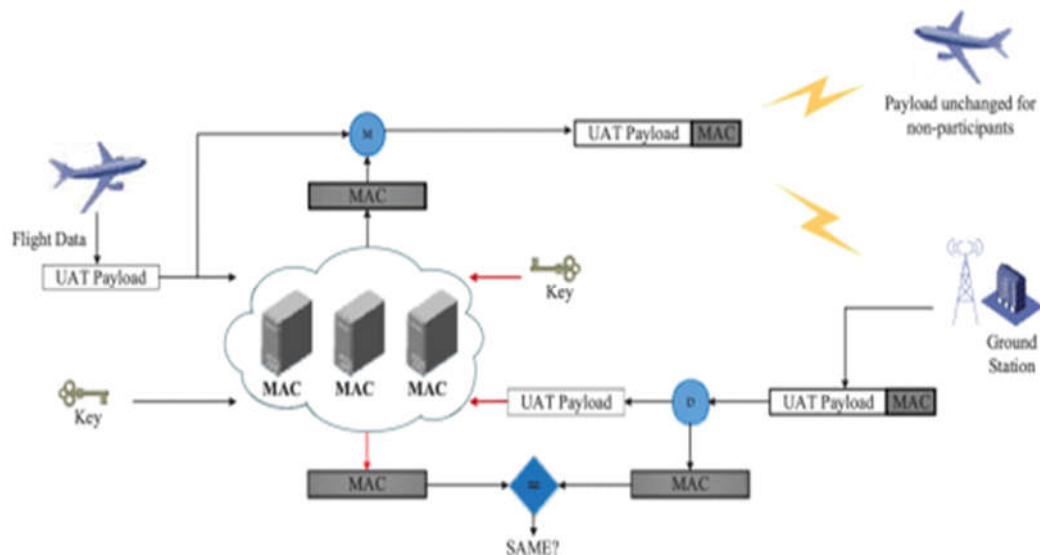 Payload unchanged for
non-participants
M
UAT Payload
MAC
MAC
Flight Data
UAT Payload
Key
MAC
MAC
MAC
Ground
Station
Key
UAT Payload
D
UAT Payload
MAC
MAC
=
MAC
SAME?